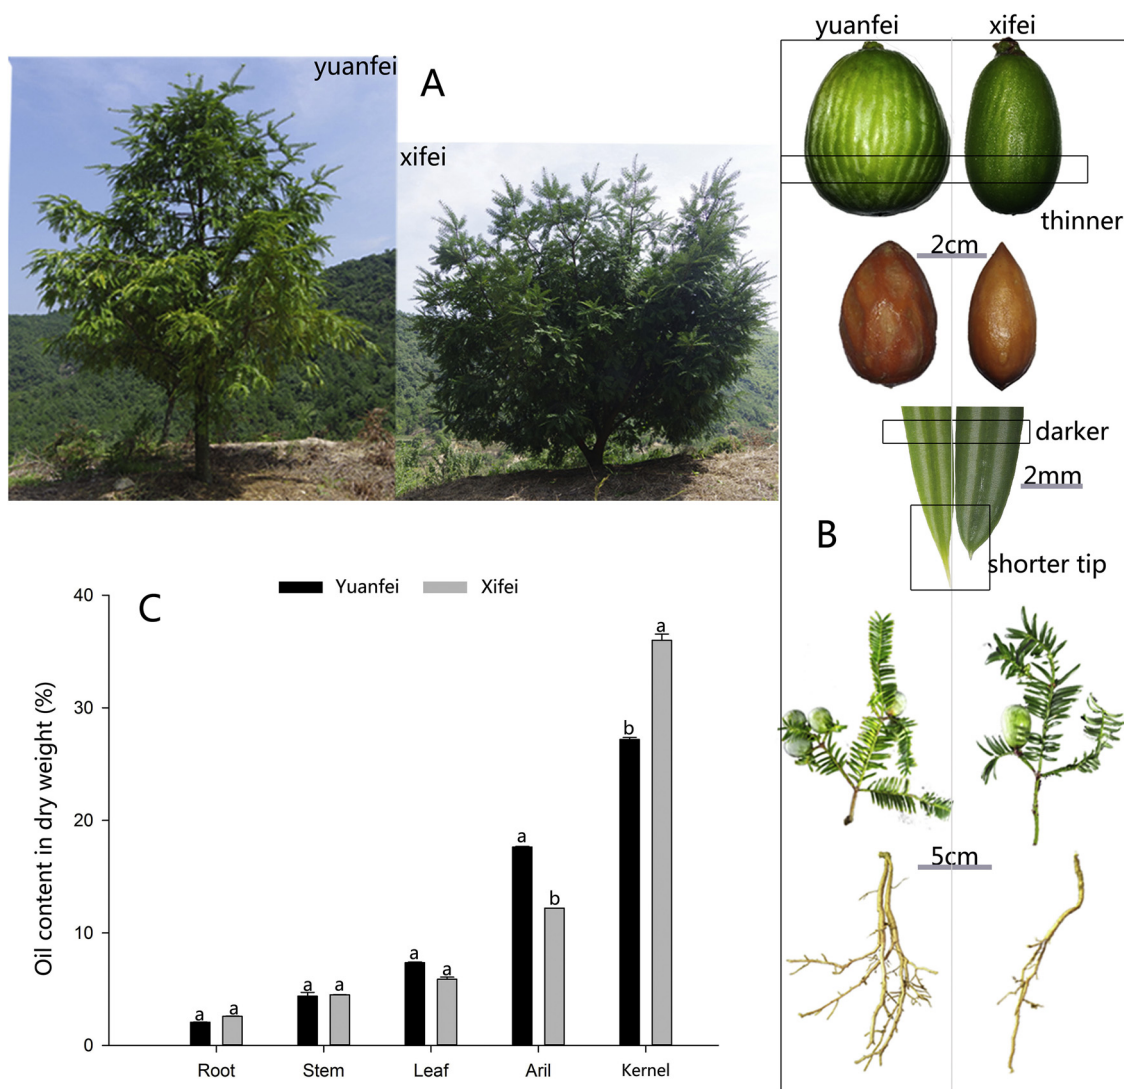 yuanfei
A
xifei
yuanfei
xifei
thinner
2cm
darker
2mm
shorter tip
B
5cm
C
Yuanfei
Xifei
Oil content in dry weight (%)
40
30
20
10
0
a
a
a
a
a
a
a
b
b
a
Root
Stem
Leaf
Aril
Kernel